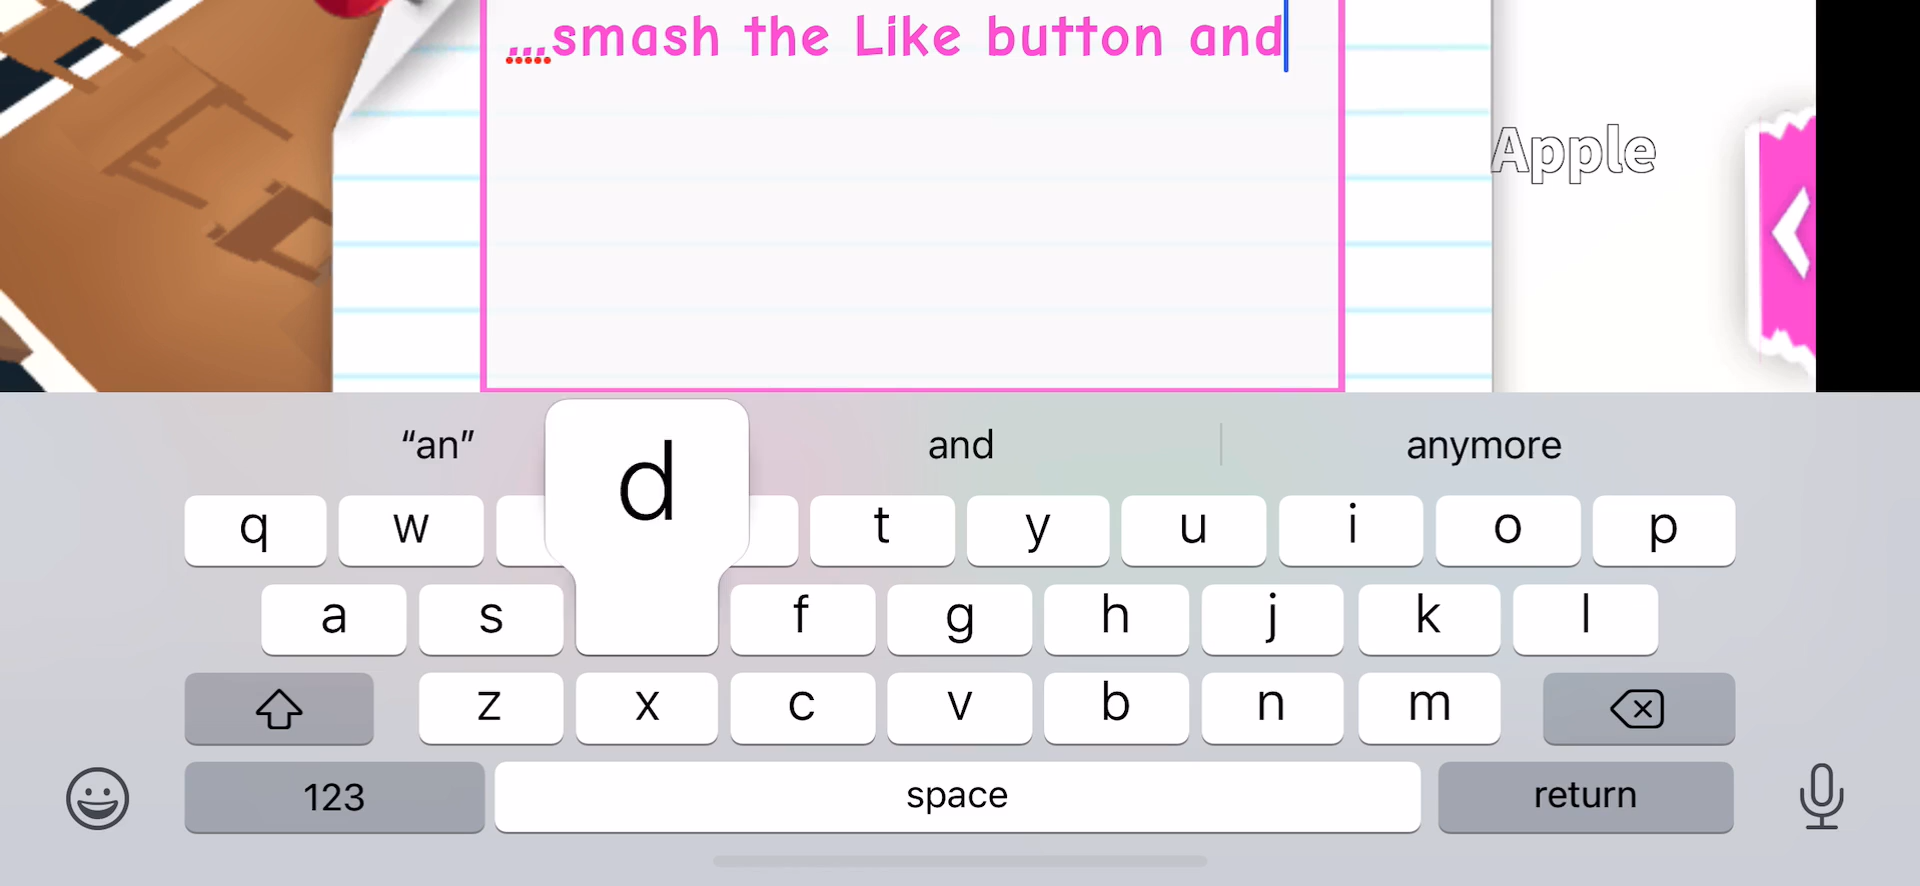 ....smash the Like button and
Apple
“an” and anymore
d
q w t y u i o p
a s f g h j k l
z x c v b n m
123 space return